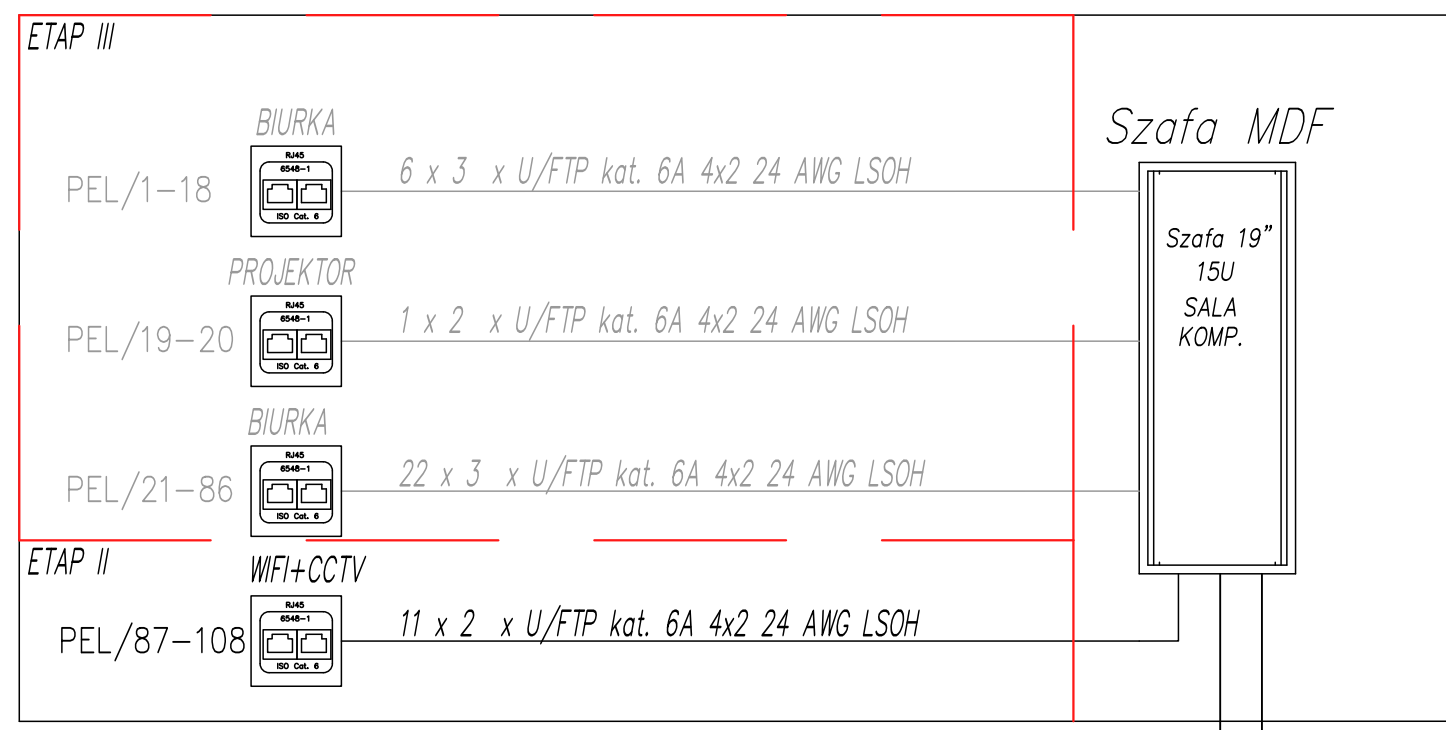 ETAP III
Szafa MDF
BIURKA
PEL/1-18
RJ45
6548-1
ISO Cat. 6
6 x 3 x U/FTP kat. 6A 4x2 24 AWG LSOH
Szafa 19"
15U
SALA
KOMP.
PROJEKTOR
PEL/19-20
RJ45
6548-1
ISO Cat. 6
1 x 2 x U/FTP kat. 6A 4x2 24 AWG LSOH
BIURKA
PEL/21-86
RJ45
6548-1
ISO Cat. 6
22 x 3 x U/FTP kat. 6A 4x2 24 AWG LSOH
ETAP II
WIFI+CCTV
PEL/87-108
RJ45
6548-1
ISO Cat. 6
11 x 2 x U/FTP kat. 6A 4x2 24 AWG LSOH